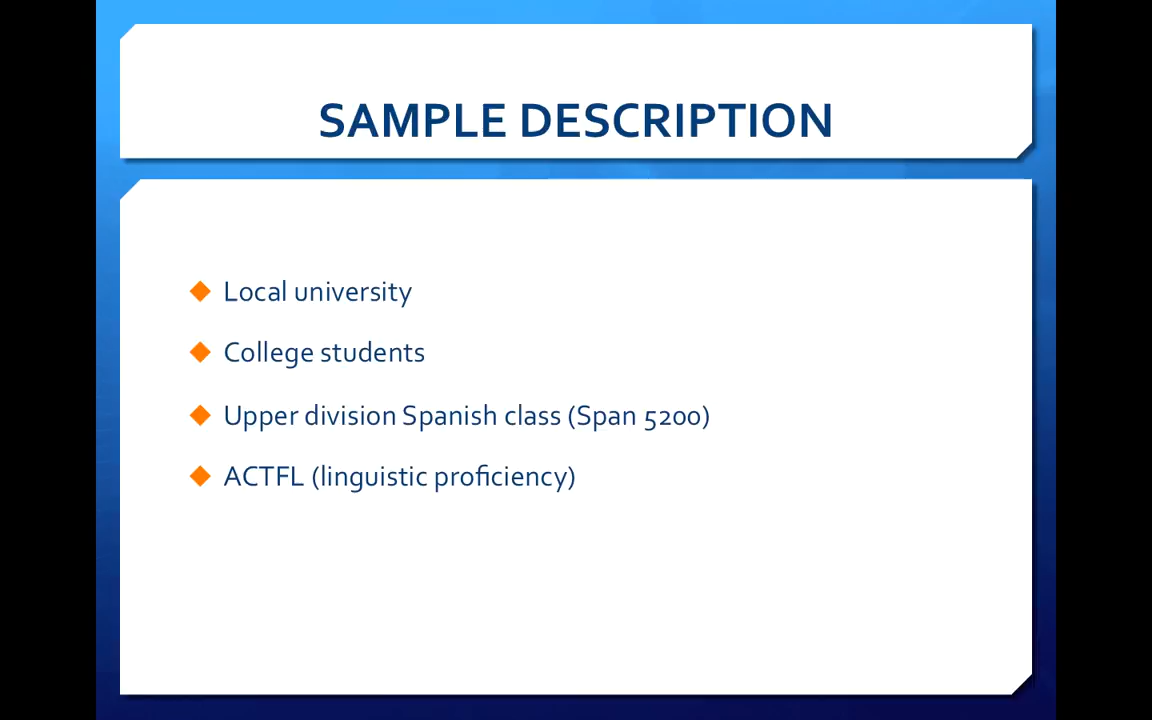 SAMPLE DESCRIPTION
Local university
College students
Upper division Spanish class (Span 5200)
ACTFL (linguistic proficiency)